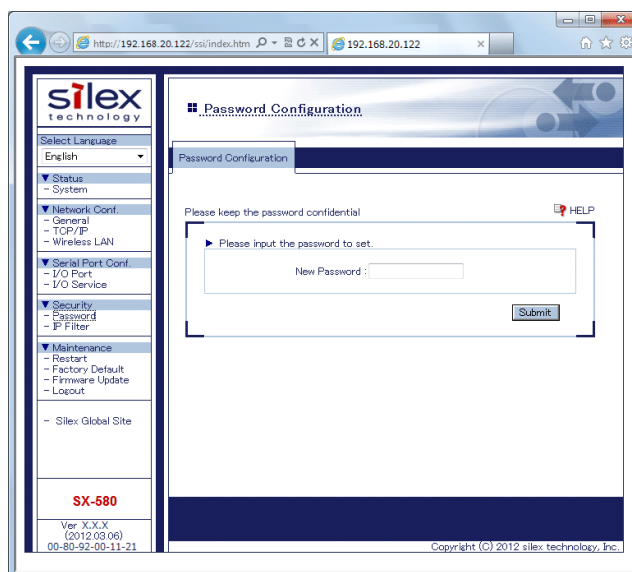 http://192.168.20.122/ssi/index.htm
192.168.20.122
silex
technology
Select Language
English
▼ Status
- System
▼ Network Conf.
- General
- TCP/IP
- Wireless LAN
▼ Serial Port Conf.
- I/O Port
- I/O Service
▼ Security
- Password
- IP Filter
▼ Maintenance
- Restart
- Factory Default
- Firmware Update
- Logout
- Silex Global Site
SX-580
Ver X.X.X
(2012.03.06)
00-80-92-00-11-21
Password Configuration
Password Configuration
Please keep the password confidential
HELP
Please input the password to set.
New Password :
Submit
Copyright (C) 2012 silex technology, Inc.